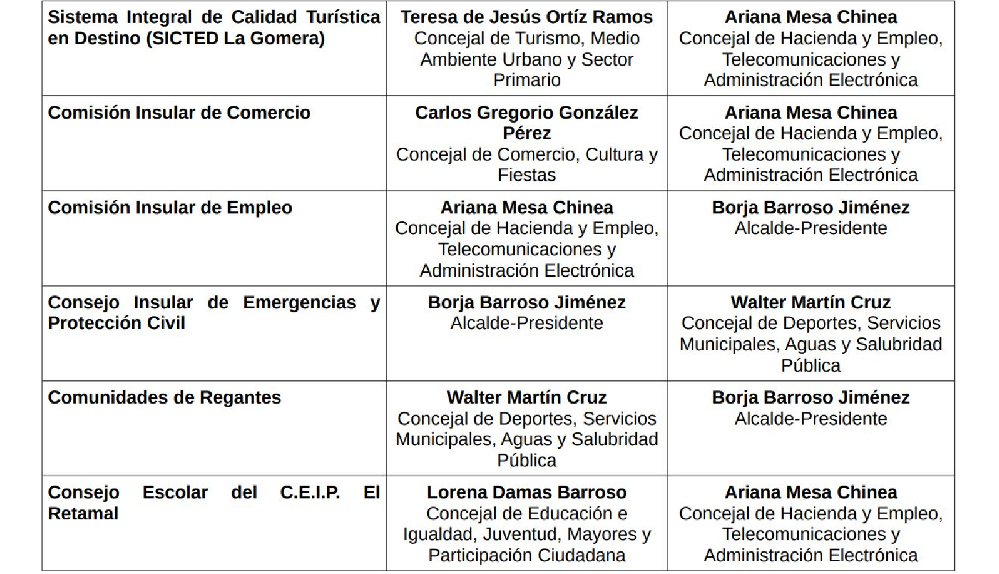 Sistema Integral de Calidad Turística
en Destino (SICTED La Gomera)
Teresa de Jesús Ortíz Ramos
Concejal de Turismo, Medio
Ambiente Urbano y Sector
Primario
Ariana Mesa Chinea
Concejal de Hacienda y Empleo,
Telecomunicaciones y
Administración Electrónica
Comisión Insular de Comercio
Carlos Gregorio González
Pérez
Concejal de Comercio, Cultura y
Fiestas
Ariana Mesa Chinea
Concejal de Hacienda y Empleo,
Telecomunicaciones y
Administración Electrónica
Comisión Insular de Empleo
Ariana Mesa Chinea
Concejal de Hacienda y Empleo,
Telecomunicaciones y
Administración Electrónica
Borja Barroso Jiménez
Alcalde-Presidente
Consejo Insular de Emergencias y
Protección Civil
Borja Barroso Jiménez
Alcalde-Presidente
Walter Martín Cruz
Concejal de Deportes, Servicios
Municipales, Aguas y Salubridad
Pública
Comunidades de Regantes
Walter Martín Cruz
Concejal de Deportes, Servicios
Municipales, Aguas y Salubridad
Pública
Borja Barroso Jiménez
Alcalde-Presidente
Consejo Escolar del C.E.I.P. El
Retamal
Lorena Damas Barroso
Concejal de Educación e
Igualdad, Juventud, Mayores y
Participación Ciudadana
Ariana Mesa Chinea
Concejal de Hacienda y Empleo,
Telecomunicaciones y
Administración Electrónica